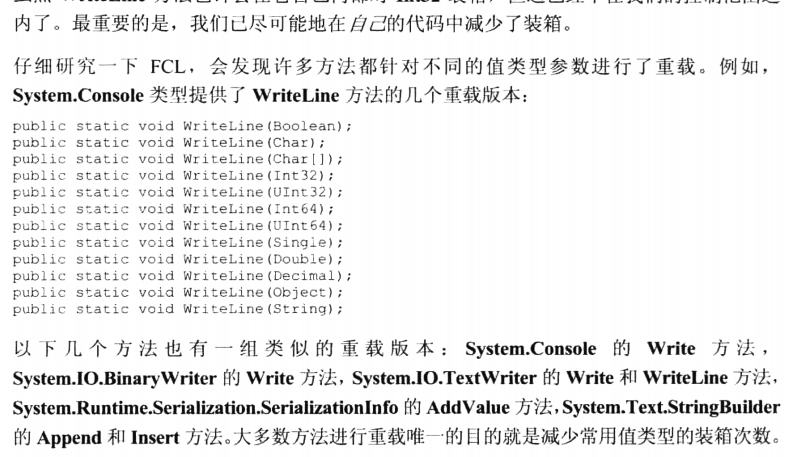 内了。最重要的是，我们已尽可能地在自己的代码中减少了装箱。
仔细研究一下 FCL，会发现许多方法都针对不同的值类型参数进行了重载。例如，
System.Console 类型提供了 WriteLine 方法的几个重载版本：
public static void WriteLine(Boolean);
public static void WriteLine(Char);
public static void WriteLine(Char[]);
public static void WriteLine(Int32);
public static void WriteLine(UInt32);
public static void WriteLine(Int64);
public static void WriteLine(UInt64);
public static void WriteLine(Single);
public static void WriteLine(Double);
public static void WriteLine(Decimal);
public static void WriteLine(Object);
public static void WriteLine(String);
以下几个方法也有一组类似的重载版本：System.Console 的 Write 方法，
System.IO.BinaryWriter 的 Write 方法，System.IO.TextWriter 的 Write 和 WriteLine 方法，
System.Runtime.Serialization.SerializationInfo 的 AddValue 方法，System.Text.StringBuilder
的 Append 和 Insert 方法。大多数方法进行重载唯一的目的就是减少常用值类型的装箱次数。